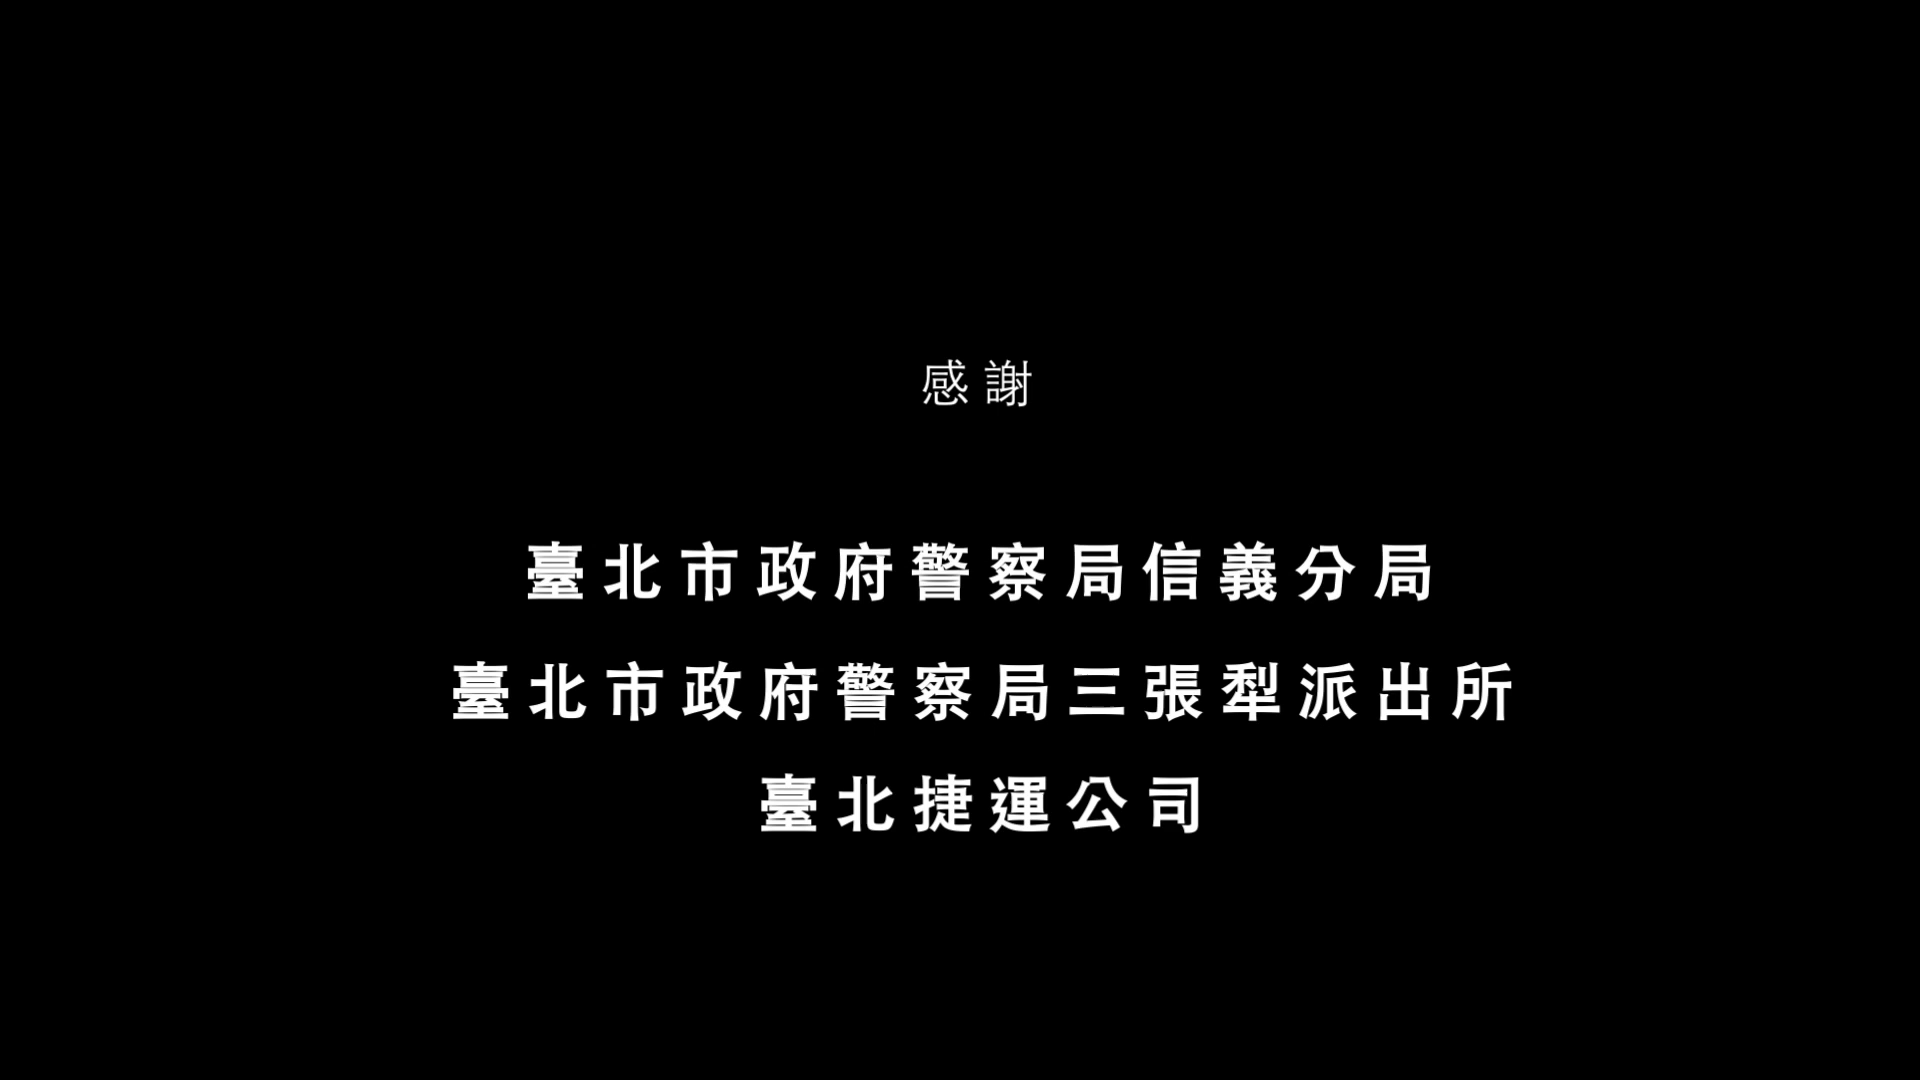 感謝
臺北市政府警察局信義分局
臺北市政府警察局三張犁派出所
臺北捷運公司